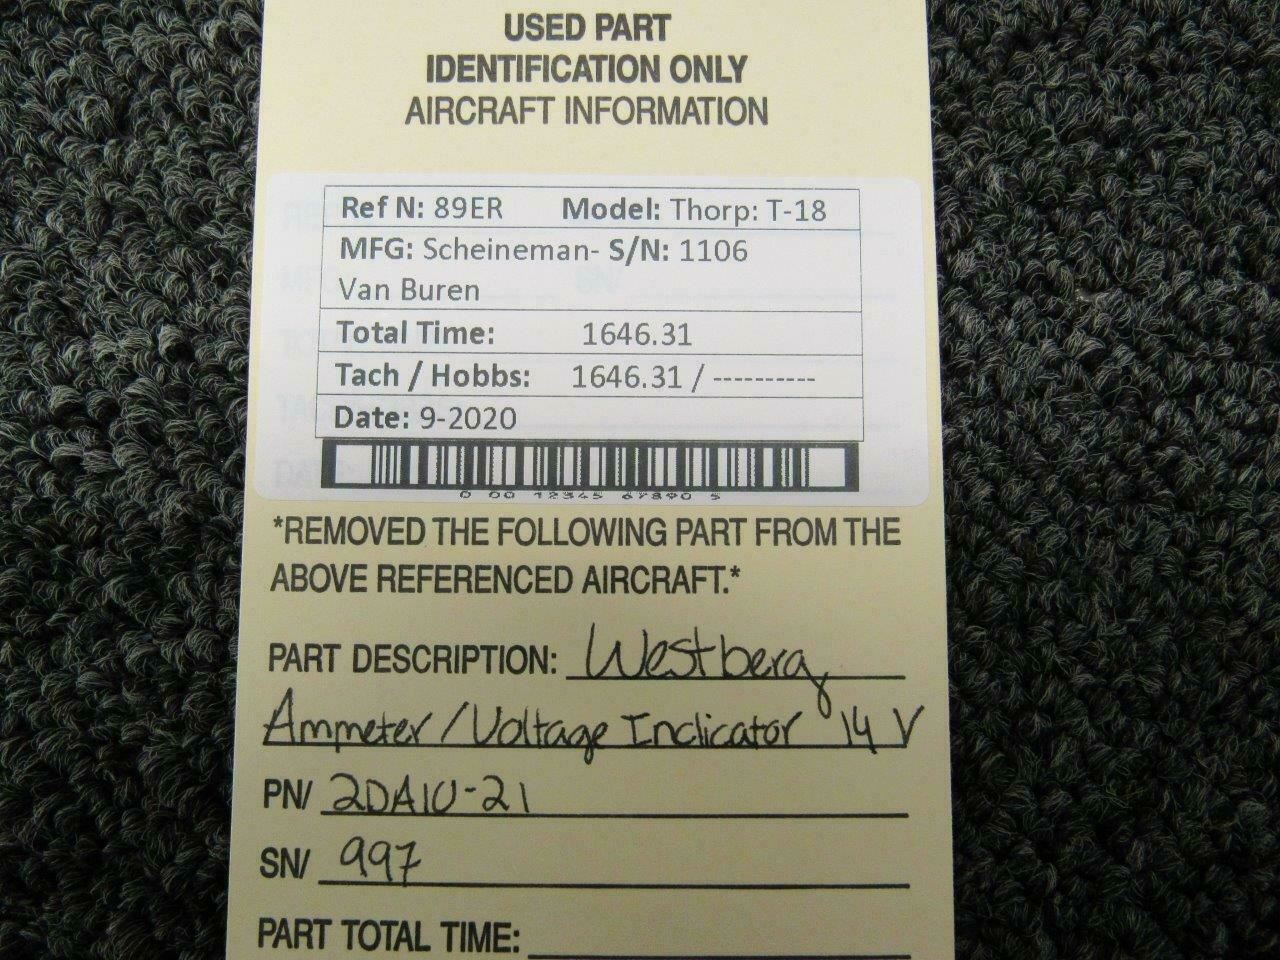 USED PART
IDENTIFICATION ONLY
AIRCRAFT INFORMATION
Ref N: 89ER Model: Thorp: T-18
MFG: Scheineman- S/N: 1106
Van Buren
Total Time: 1646.31
Tach / Hobbs: 1646.31 / ----------
Date: 9-2020
0 00 12345 67890 5
*REMOVED THE FOLLOWING PART FROM THE
ABOVE REFERENCED AIRCRAFT.*
PART DESCRIPTION: Westberg
Ammeter/Voltage Indicator 14 V
PN/ 2DA10-21
SN/ 997
PART TOTAL TIME: